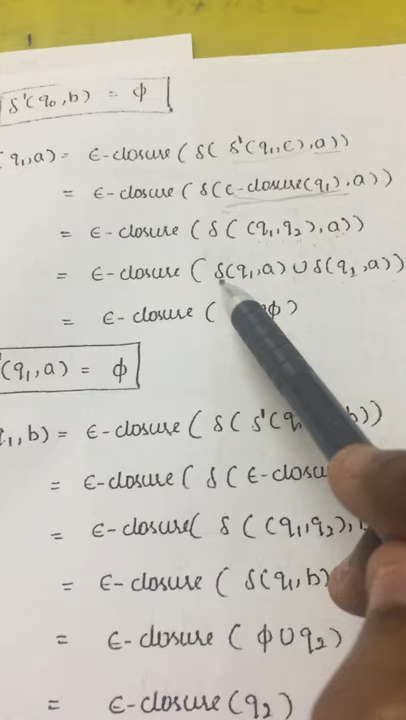 δ'(q₀,b) = ϕ
q₁,a) = ϵ-closure(δ(δ'(q₁,ϵ),a))
= ϵ-closure(δ(ϵ-closure(q₁),a))
= ϵ-closure(δ((q₁,q₂),a))
= ϵ-closure(δ(q₁,a)∪δ(q₂,a))
= ϵ-closure( ϕ)
(q₁,a) = ϕ
q₁,b) = ϵ-closure(δ(δ'(q b))
= ϵ-closure(δ(ϵ-closu
= ϵ-closure(δ((q₁,q₂),
= ϵ-closure(δ(q₁,b)
= ϵ-closure(ϕ∪q₂)
= ϵ-closure(q₂)